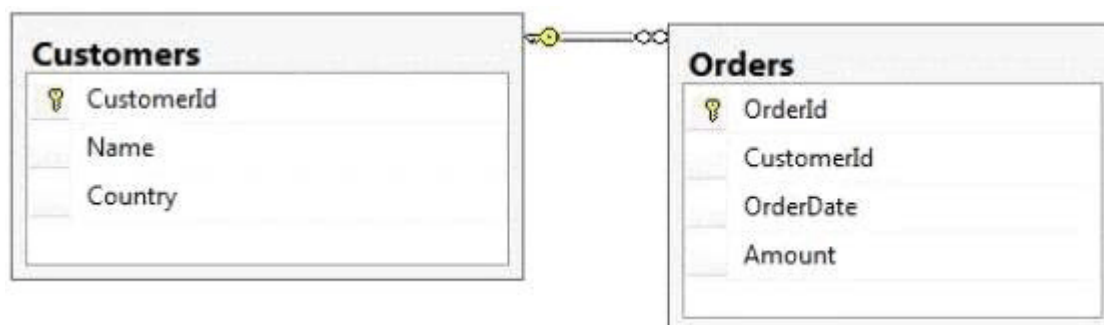 Customers
CustomerId
Name
Country
Orders
OrderId
CustomerId
OrderDate
Amount